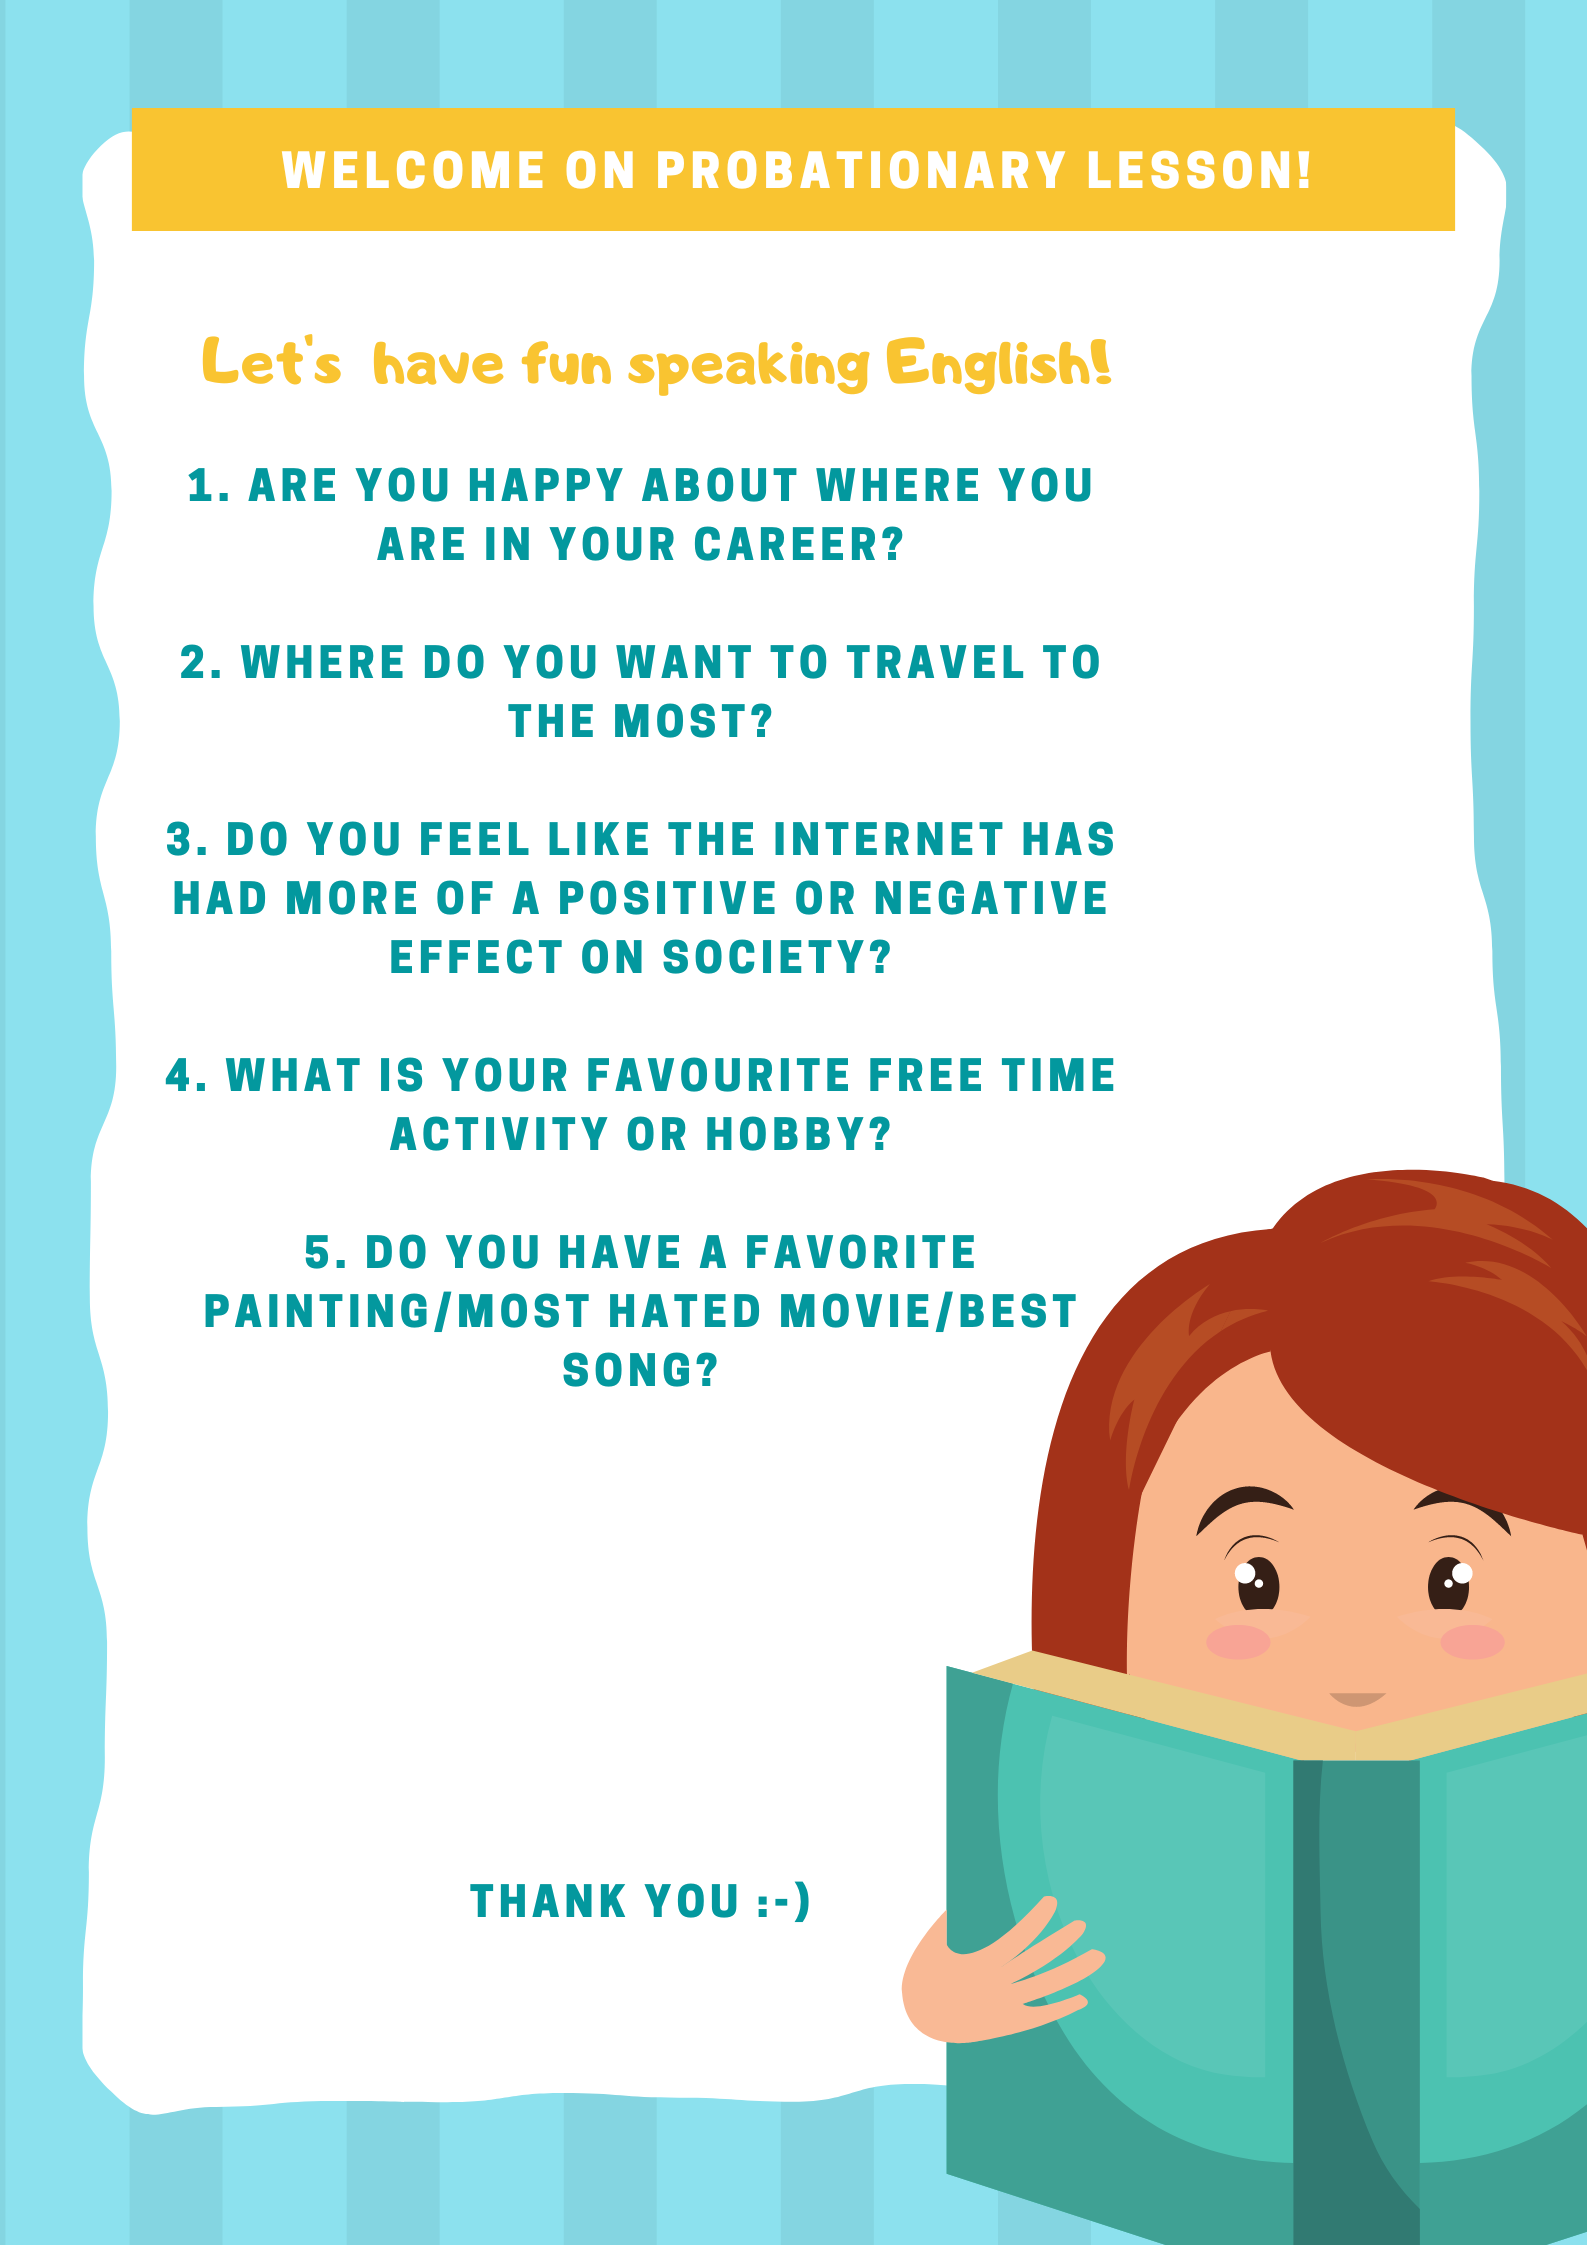 WELCOME ON PROBATIONARY LESSON!
Let's have fun speaking English!
1. ARE YOU HAPPY ABOUT WHERE YOU
ARE IN YOUR CAREER?
2. WHERE DO YOU WANT TO TRAVEL TO
THE MOST?
3. DO YOU FEEL LIKE THE INTERNET HAS
HAD MORE OF A POSITIVE OR NEGATIVE
EFFECT ON SOCIETY?
4. WHAT IS YOUR FAVOURITE FREE TIME
ACTIVITY OR HOBBY?
5. DO YOU HAVE A FAVORITE
PAINTING/MOST HATED MOVIE/BEST
SONG?
THANK YOU :-)